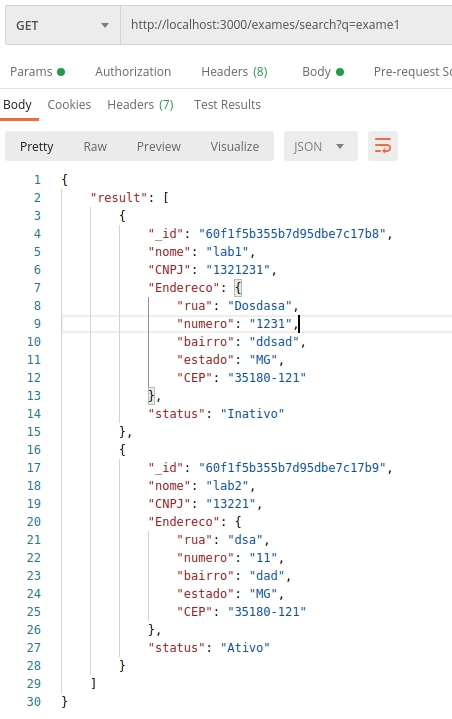 GET http://localhost:3000/exames/search?q=exame1
Params Authorization Headers (8) Body Pre-request Sc
Body Cookies Headers (7) Test Results
Pretty Raw Preview Visualize JSON
1 {
2 "result": [
3 {
4 "_id": "60f1f5b355b7d95dbe7c17b8",
5 "nome": "lab1",
6 "CNPJ": "1321231",
7 "Endereco": {
8 "rua": "Dosdasa",
9 "numero": "1231",
10 "bairro": "ddsad",
11 "estado": "MG",
12 "CEP": "35180-121"
13 },
14 "status": "Inativo"
15 },
16 {
17 "_id": "60f1f5b355b7d95dbe7c17b9",
18 "nome": "lab2",
19 "CNPJ": "13221",
20 "Endereco": {
21 "rua": "dsa",
22 "numero": "11",
23 "bairro": "dad",
24 "estado": "MG",
25 "CEP": "35180-121"
26 },
27 "status": "Ativo"
28 }
29 ]
30 }